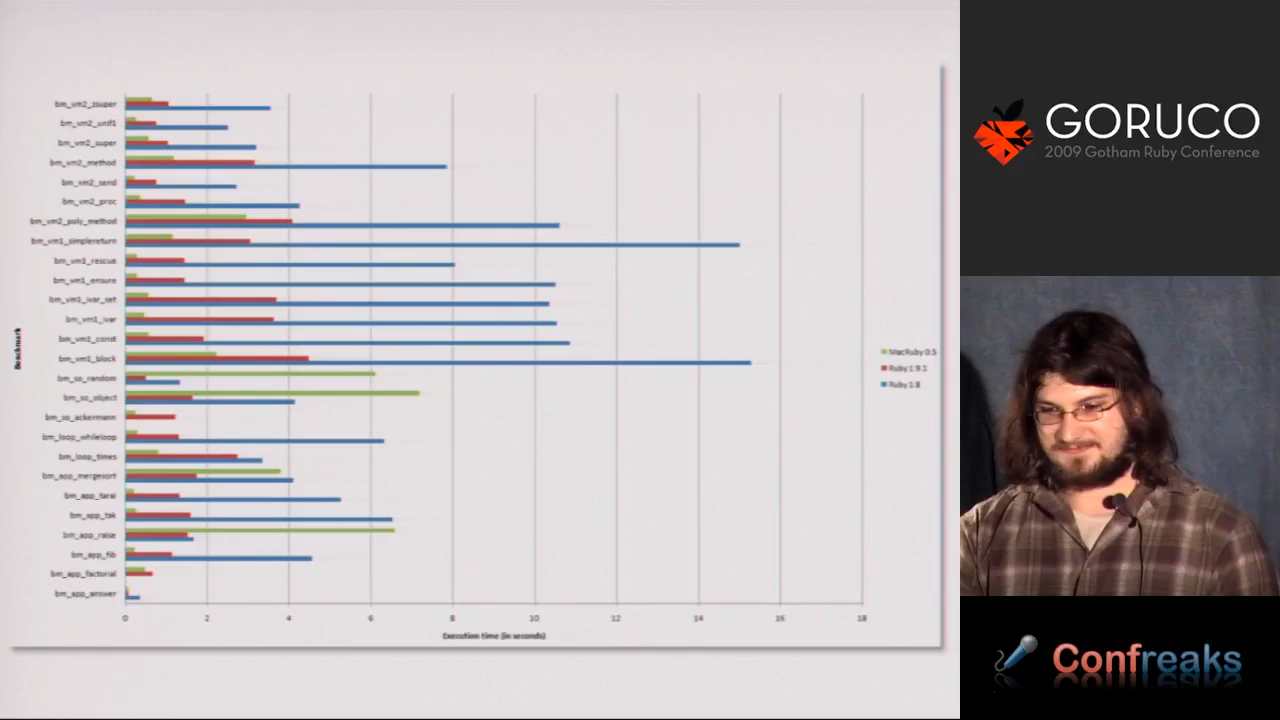 bm_vm2_zsuper
bm_vm2_unif1
bm_vm2_super
bm_vm2_method
bm_vm2_send
bm_vm2_proc
bm_vm2_poly_method
bm_vm1_simplereturn
bm_vm1_rescue
bm_vm1_ensure
bm_vm1_ivar_set
bm_vm1_ivar
bm_vm1_const
bm_vm1_block
bm_so_random
bm_so_object
bm_so_ackermann
bm_loop_whileloop
bm_loop_times
bm_app_mergesort
bm_app_tarai
bm_app_tak
bm_app_raise
bm_app_fib
bm_app_factorial
bm_app_answer
Benchmark
0 2 4 6 8 10 12 14 16 18
Execution time (in seconds)
MacRuby 0.5
Ruby 1.9.1
Ruby 1.8
GORUCO
2009 Gotham Ruby Conference
Confreaks